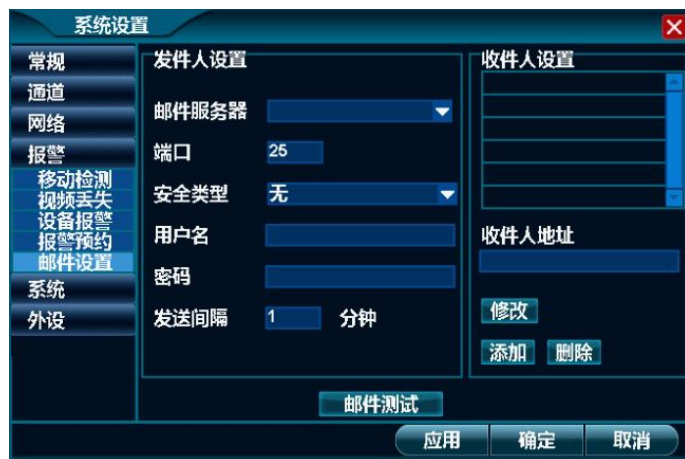 系统设置
常规
通道
网络
报警
移动检测
视频丢失
设备报警
报警预约
邮件设置
系统
外设
发件人设置
邮件服务器
端口 25
安全类型 无
用户名
密码
发送间隔 1 分钟
收件人设置
收件人地址
修改
添加 删除
邮件测试
应用 确定 取消